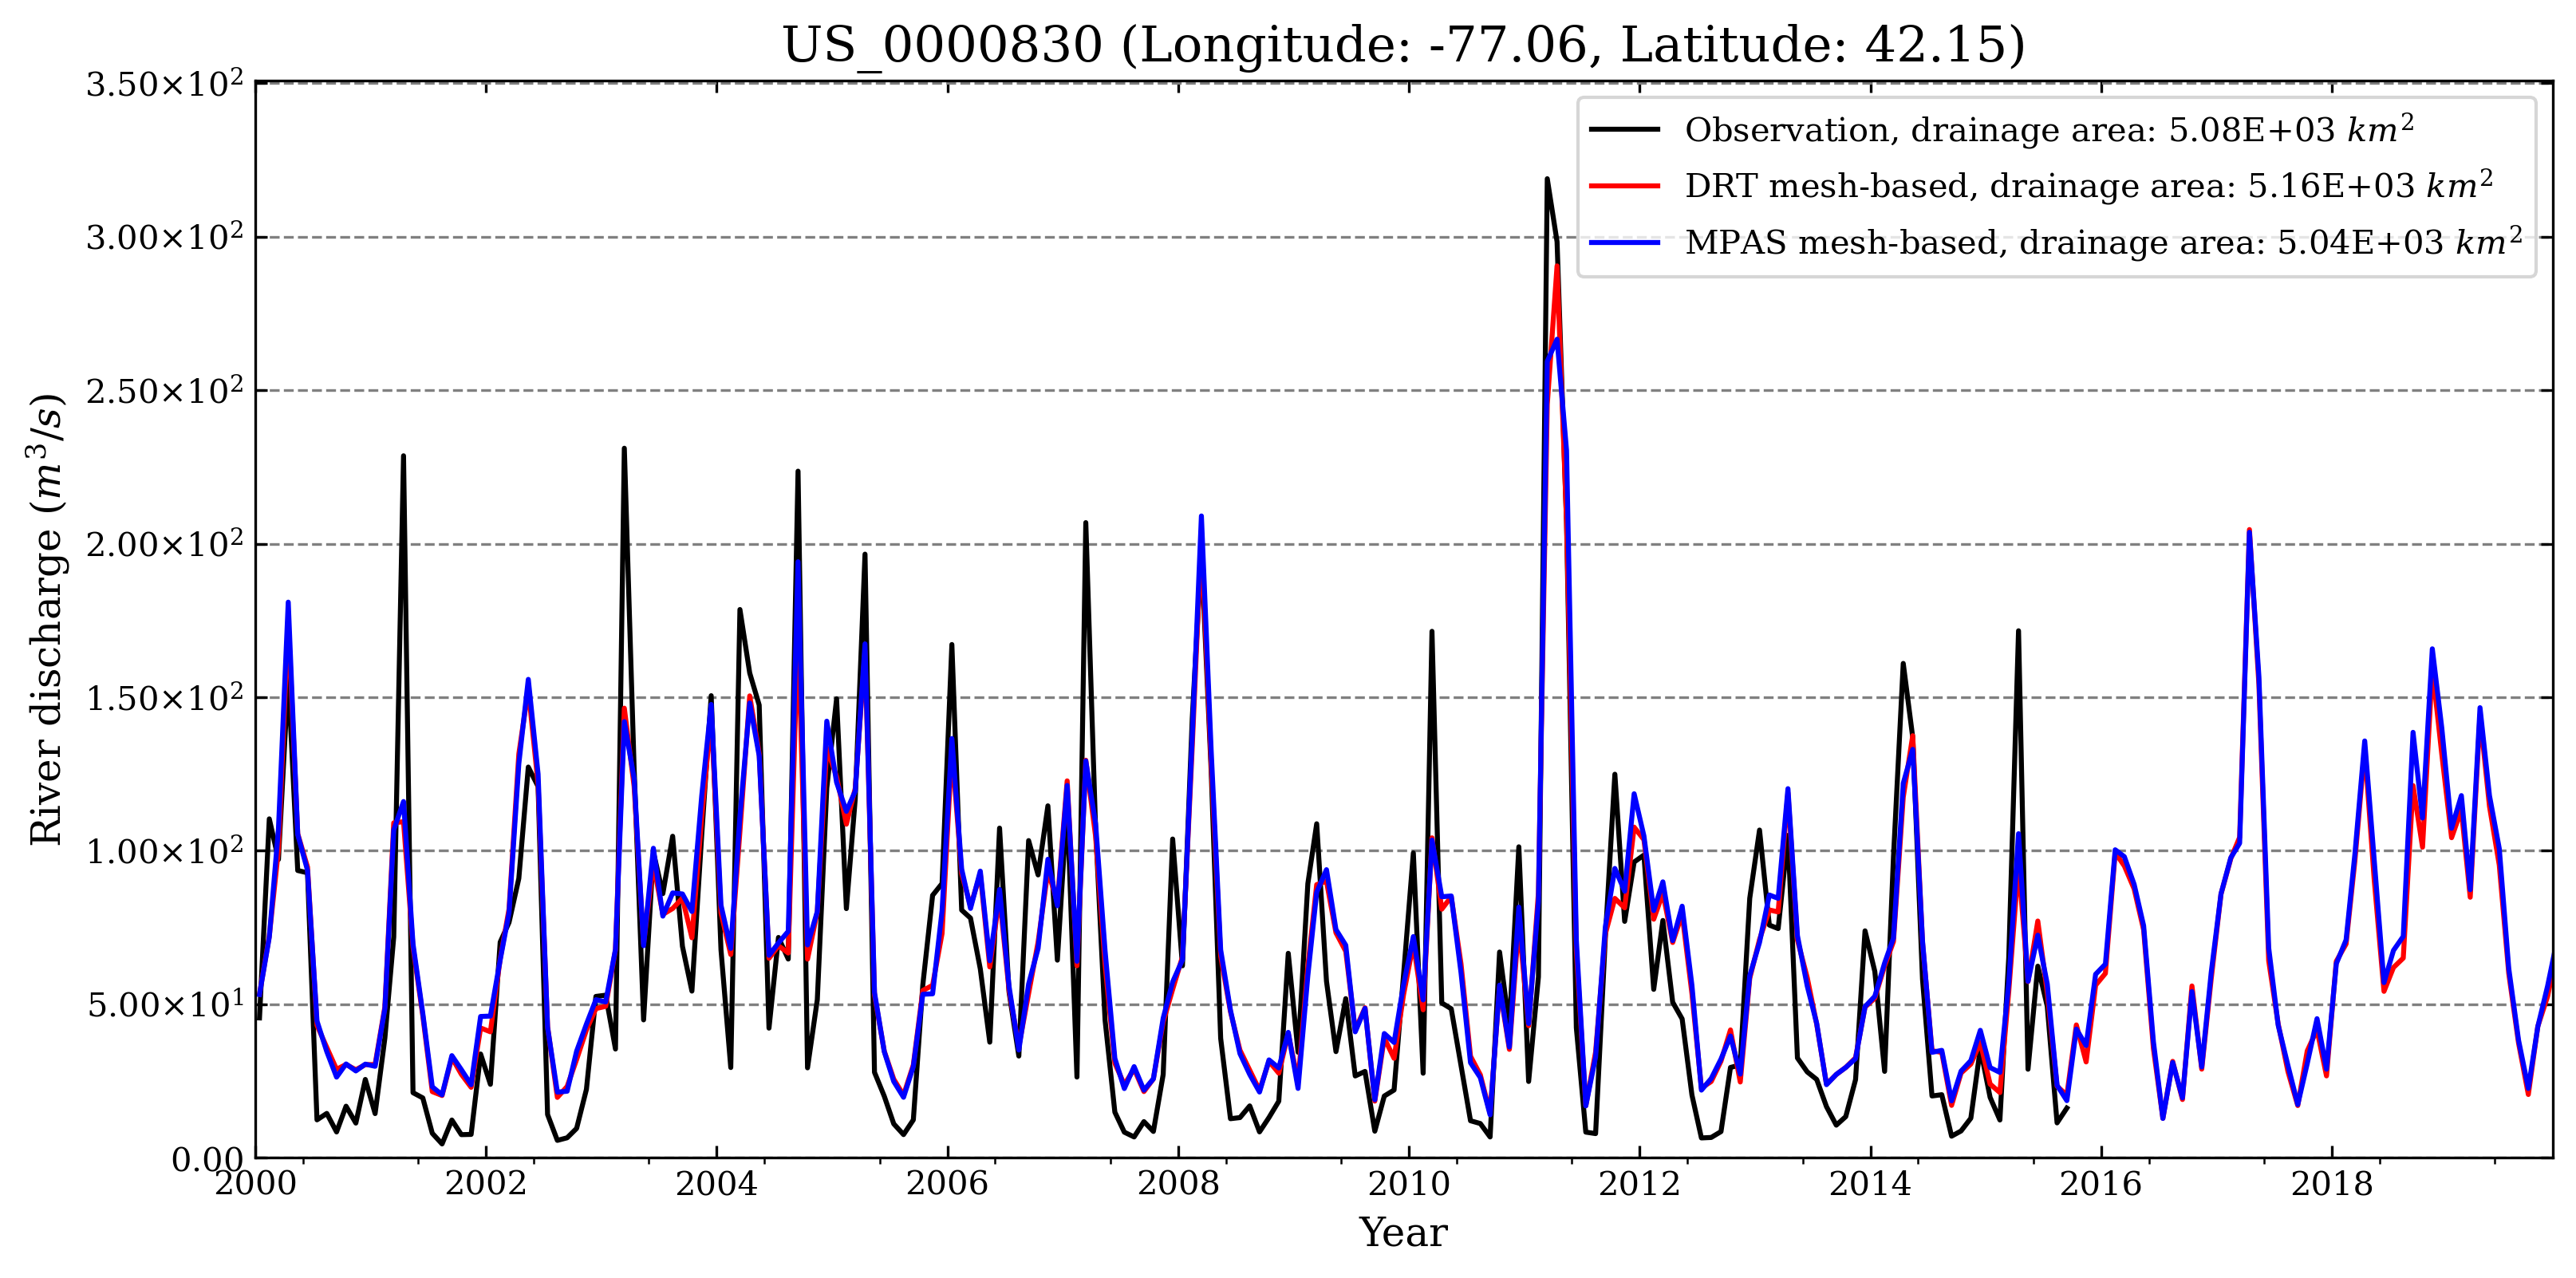 US_0000830 (Longitude: -77.06, Latitude: 42.15)
3.50×10²
3.00×10²
2.50×10²
2.00×10²
1.50×10²
1.00×10²
5.00×10¹
0.00
River discharge (m³/s)
Observation, drainage area: 5.08E+03 km²
DRT mesh-based, drainage area: 5.16E+03 km²
MPAS mesh-based, drainage area: 5.04E+03 km²
2000 2002 2004 2006 2008 2010 2012 2014 2016 2018
Year